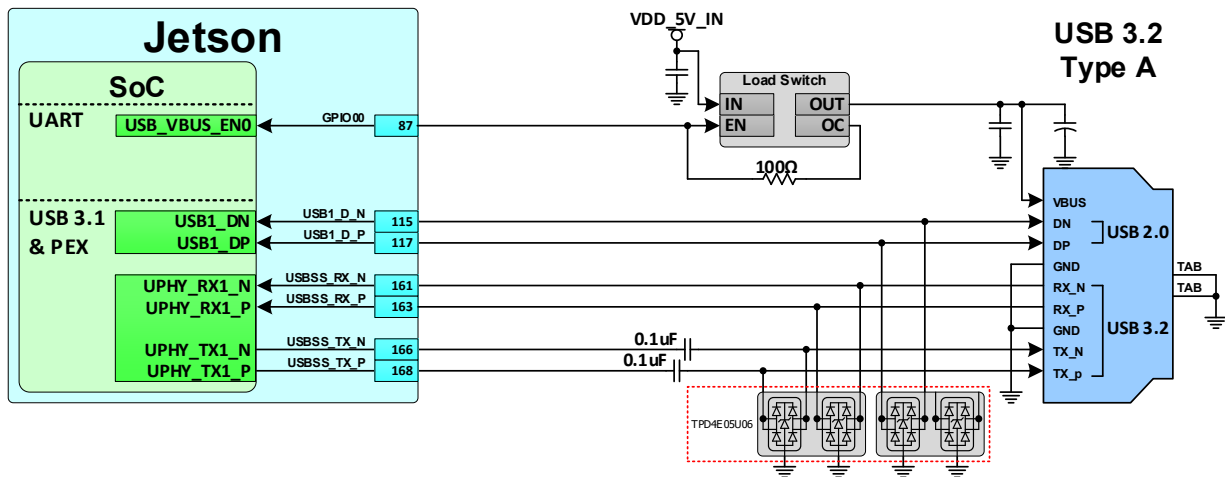 Jetson
SoC
UART
USB_VBUS_EN0
GPIO00
87
USB 3.1
& PEX
USB1_DN
USB1_D_N
115
USB1_DP
USB1_D_P
117
UPHY_RX1_N
USBSS_RX_N
161
UPHY_RX1_P
USBSS_RX_P
163
UPHY_TX1_N
USBSS_TX_N
166
UPHY_TX1_P
USBSS_TX_P
168
VDD_5V_IN
Load Switch
IN
OUT
EN
OC
100Ω
0.1uF
0.1uF
TPD4E05U06
USB 3.2
Type A
VBUS
DN
DP
USB 2.0
GND
RX_N
RX_P
GND
USB 3.2
TX_N
TX_p
TAB
TAB